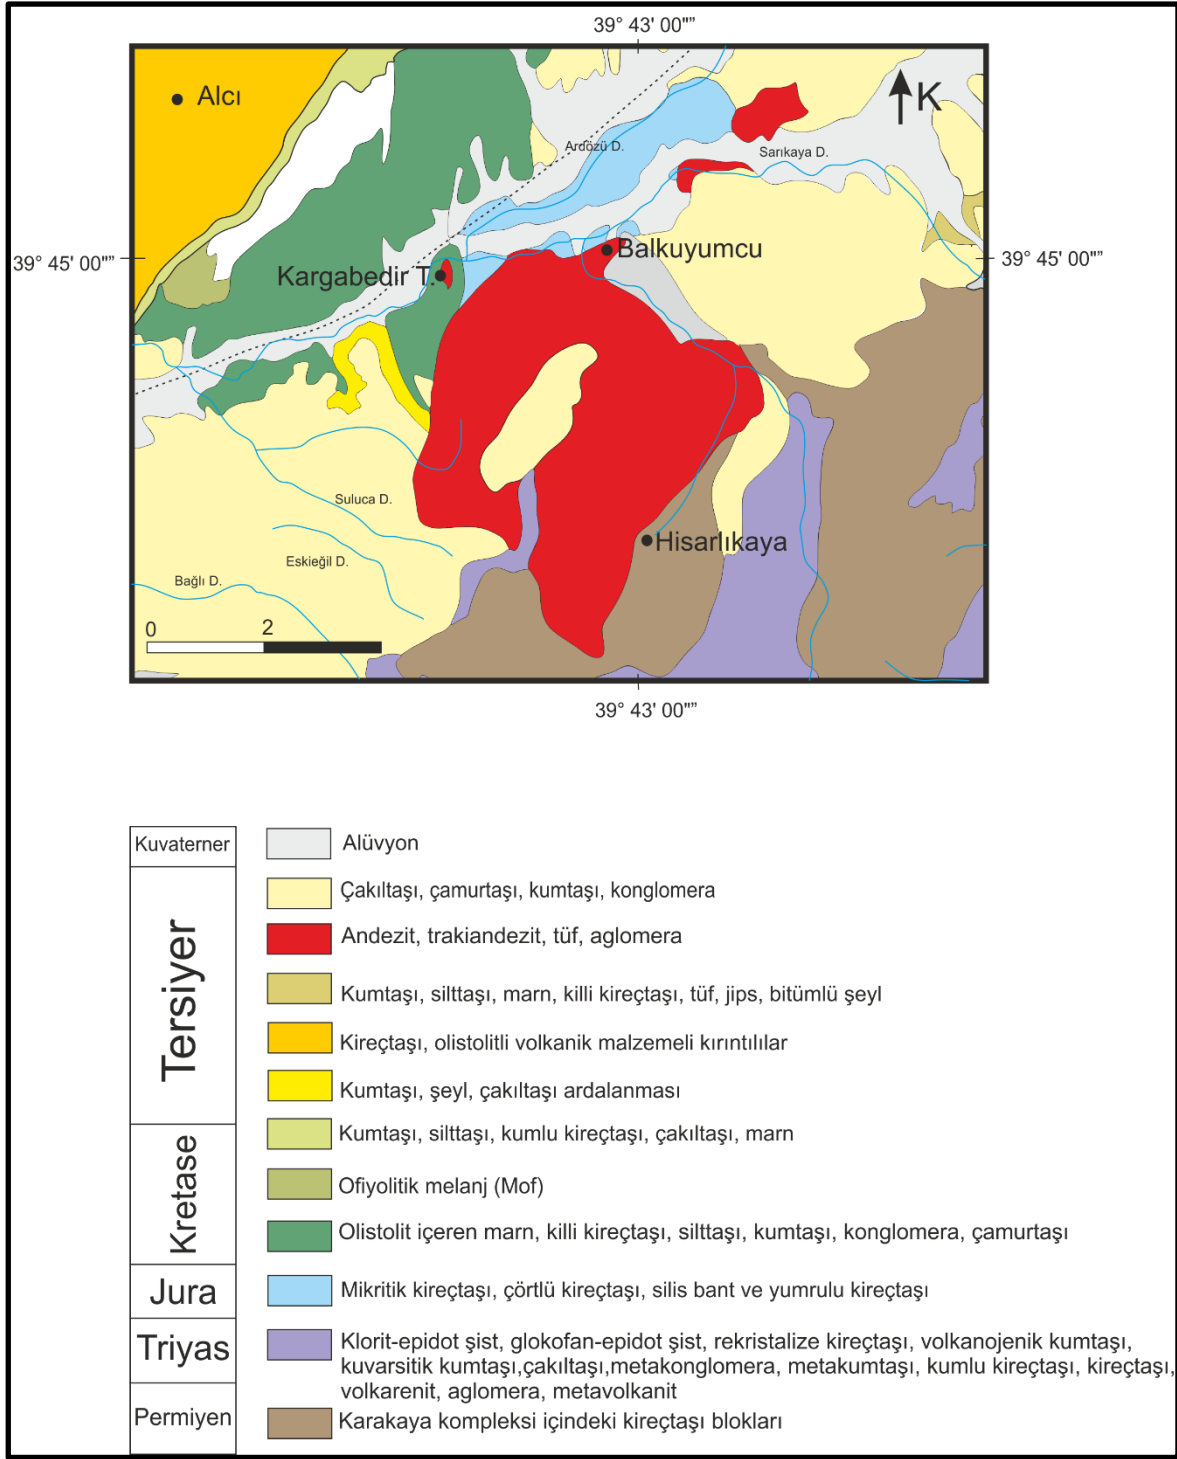 39° 43' 00"”
Alcı
K
Ardözü D.
Sarıkaya D.
Balkuyumcu
39° 45' 00"”
39° 45' 00"”
Kargabedir T.
Suluca D.
Hisarlıkaya
Eskieğil D.
Bağlı D.
0 2
39° 43' 00"”
Kuvaterner
Alüvyon
Tersiyer
Çakıltaşı, çamurtaşı, kumtaşı, konglomera
Andezit, trakiandezit, tüf, aglomera
Kumtaşı, silttaşı, marn, killi kireçtaşı, tüf, jips, bitümlü şeyl
Kireçtaşı, olistolitli volkanik malzemeli kırıntılılar
Kumtaşı, şeyl, çakıltaşı ardalanması
Kretase
Kumtaşı, silttaşı, kumlu kireçtaşı, çakıltaşı, marn
Ofiyolitik melanj (Mof)
Olistolit içeren marn, killi kireçtaşı, silttaşı, kumtaşı, konglomera, çamurtaşı
Jura
Mikritik kireçtaşı, çörtlü kireçtaşı, silis bant ve yumrulu kireçtaşı
Triyas
Klorit-epidot şist, glokofan-epidot şist, rekristalize kireçtaşı, volkanojenik kumtaşı,
kuvarsitik kumtaşı,çakıltaşı,metakonglomera, metakumtaşı, kumlu kireçtaşı, kireçtaşı,
volkarenit, aglomera, metavolkanit
Permiyen
Karakaya kompleksi içindeki kireçtaşı blokları